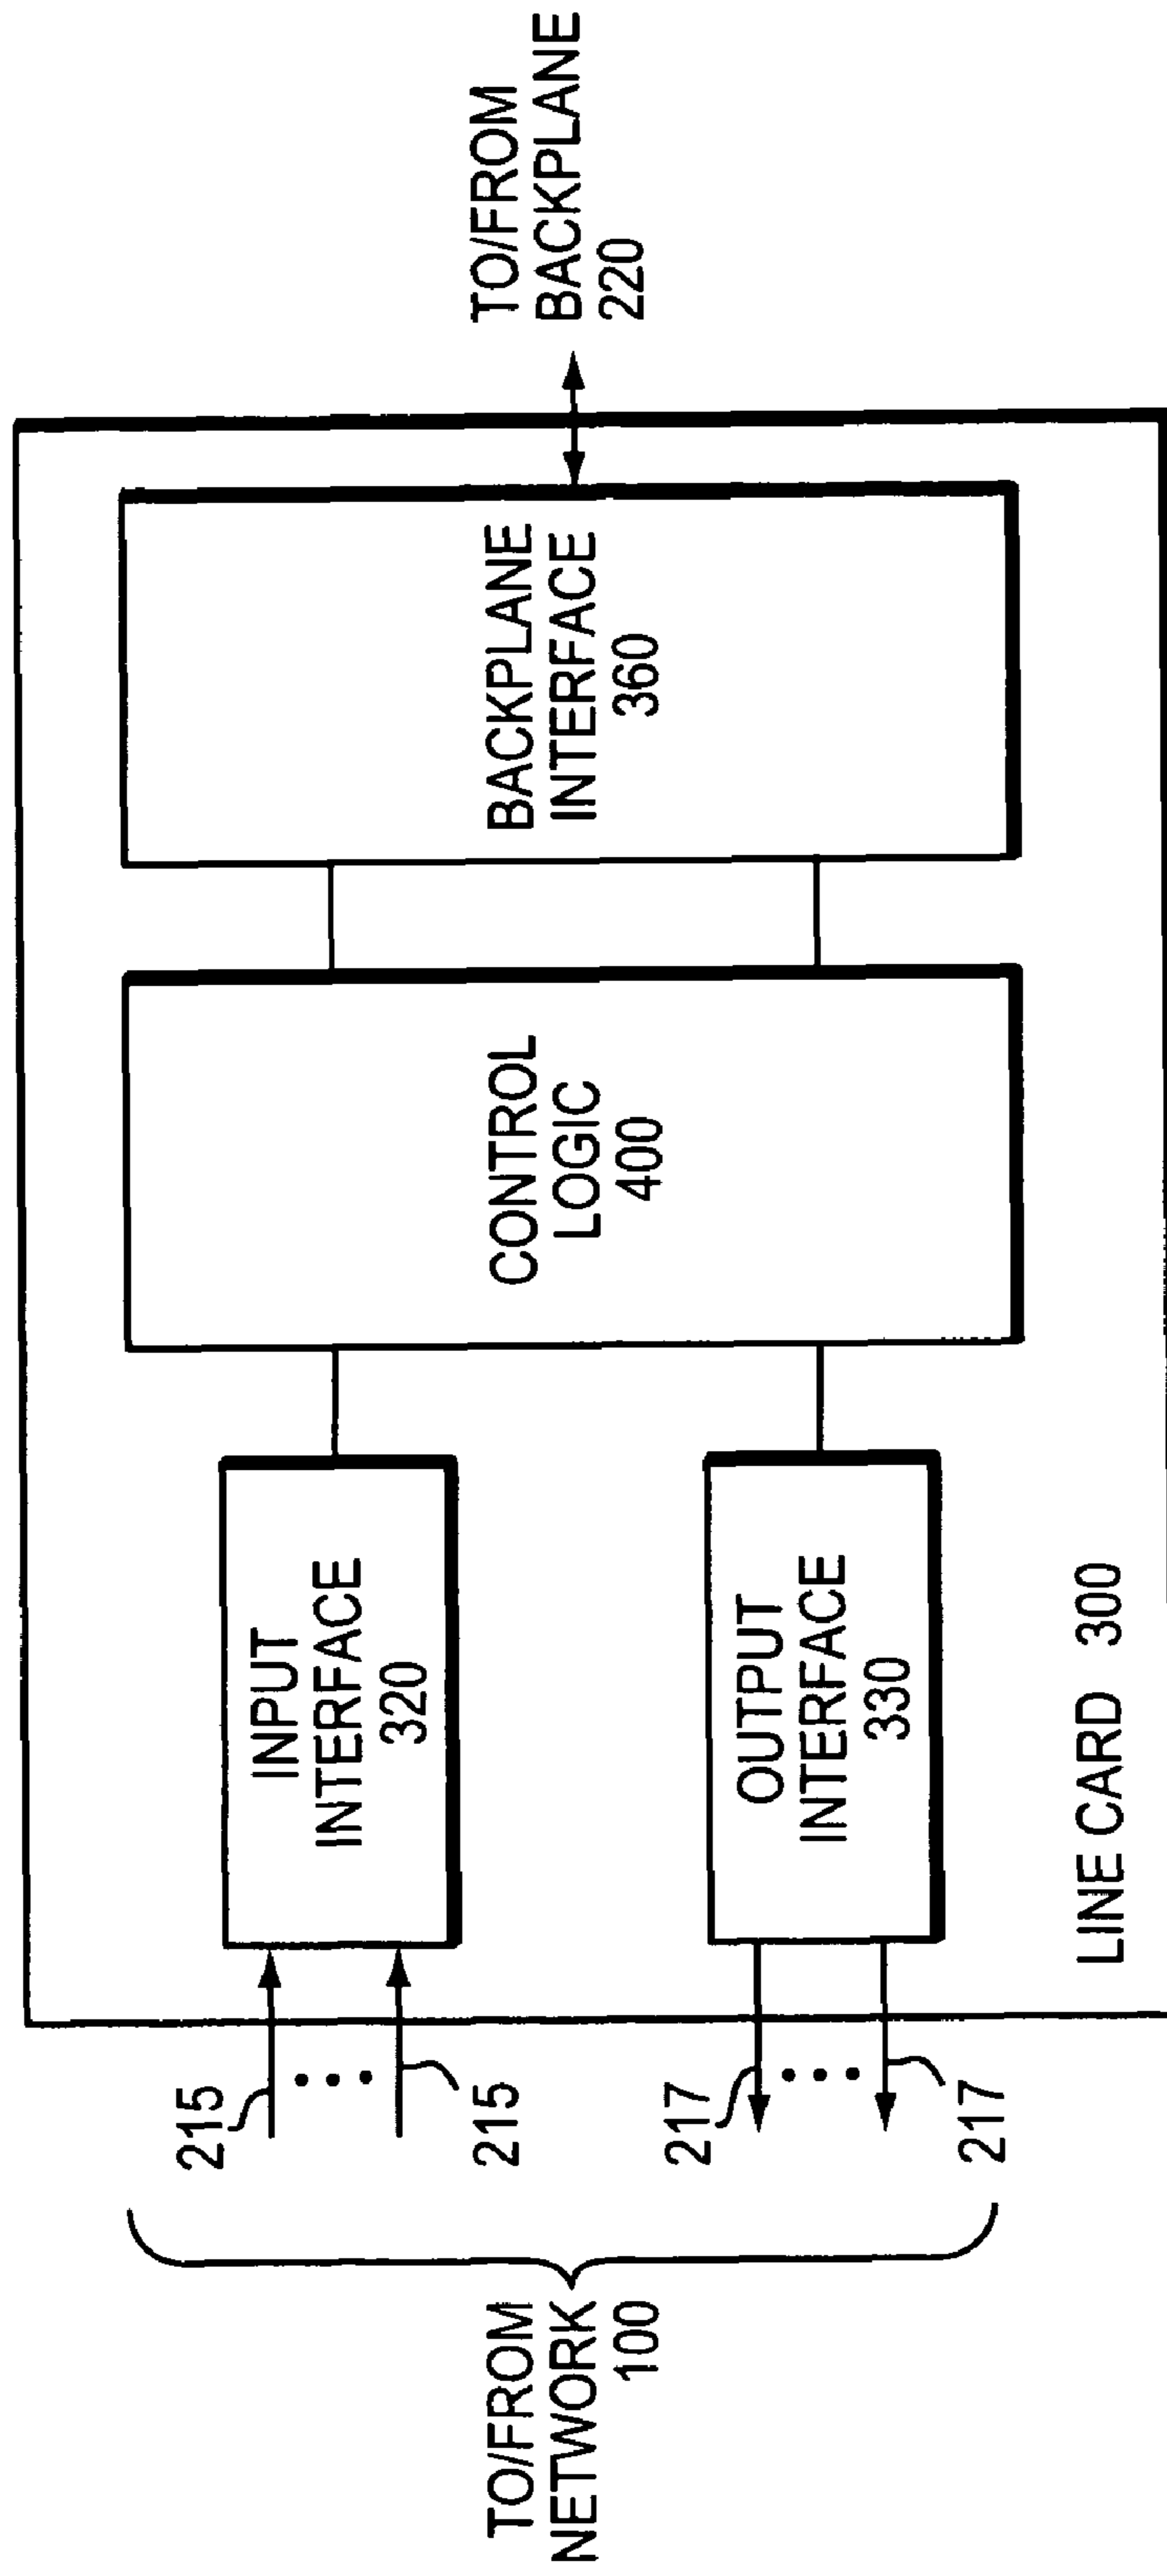 TO/FROM
NETWORK
100
215
215
217
217
INPUT
INTERFACE
320
OUTPUT
INTERFACE
330
CONTROL
LOGIC
400
BACKPLANE
INTERFACE
360
TO/FROM
BACKPLANE
220
LINE CARD 300